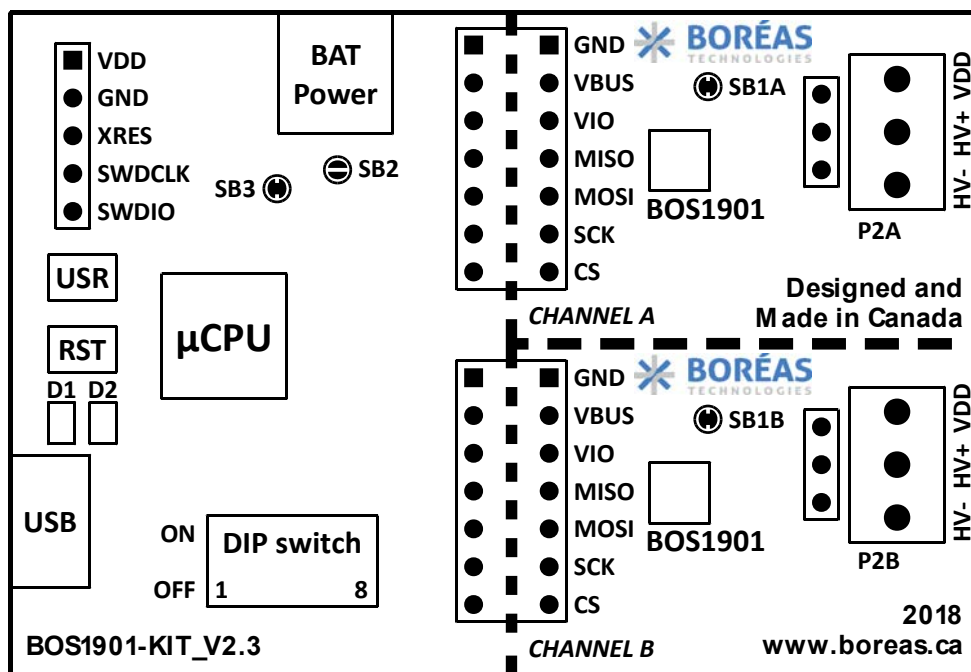 VDD
GND
XRES
SWDCLK
SWDIO
BAT
Power
SB3
SB2
USR
RST
D1 D2
µCPU
USB
ON
OFF
DIP switch
1 8
BOS1901-KIT_V2.3
GND
VBUS
VIO
MISO
MOSI
SCK
CS
BORÉAS
TECHNOLOGIES
SB1A
BOS1901
HV- HV+ VDD
P2A
CHANNEL A
Designed and
Made in Canada
GND
VBUS
VIO
MISO
MOSI
SCK
CS
BORÉAS
TECHNOLOGIES
SB1B
BOS1901
HV- HV+ VDD
P2B
CHANNEL B
2018
www.boreas.ca